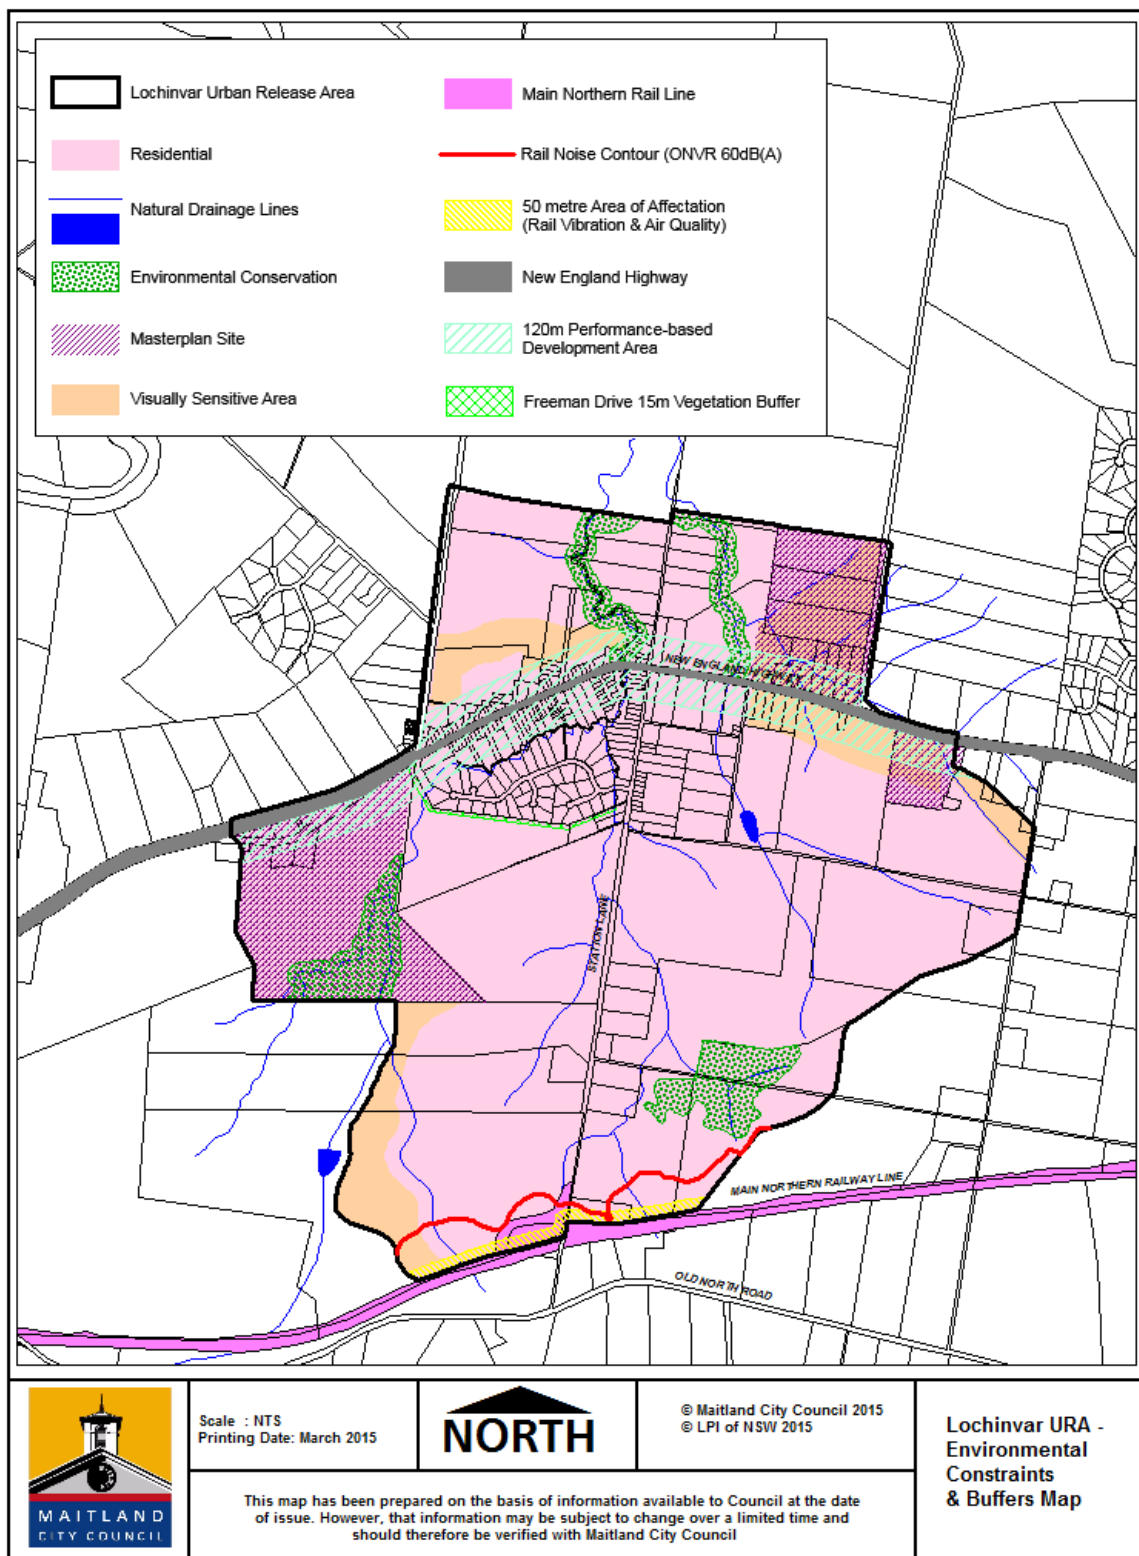 Lochinvar Urban Release Area
Residential
Natural Drainage Lines
Environmental Conservation
Masterplan Site
Visually Sensitive Area
Main Northern Rail Line
Rail Noise Contour (ONVR 60dB(A)
50 metre Area of Affectation
(Rail Vibration & Air Quality)
New England Highway
120m Performance-based
Development Area
Freeman Drive 15m Vegetation Buffer
NEW ENGLAND HIGHWAY
STATION LANE
MAIN NORTHERN RAILWAY LINE
OLD NORTH ROAD
MAITLAND
CITY COUNCIL
Scale : NTS
Printing Date: March 2015
NORTH
© Maitland City Council 2015
© LPI of NSW 2015
This map has been prepared on the basis of information available to Council at the date
of issue. However, that information may be subject to change over a limited time and
should therefore be verified with Maitland City Council
Lochinvar URA -
Environmental
Constraints
& Buffers Map